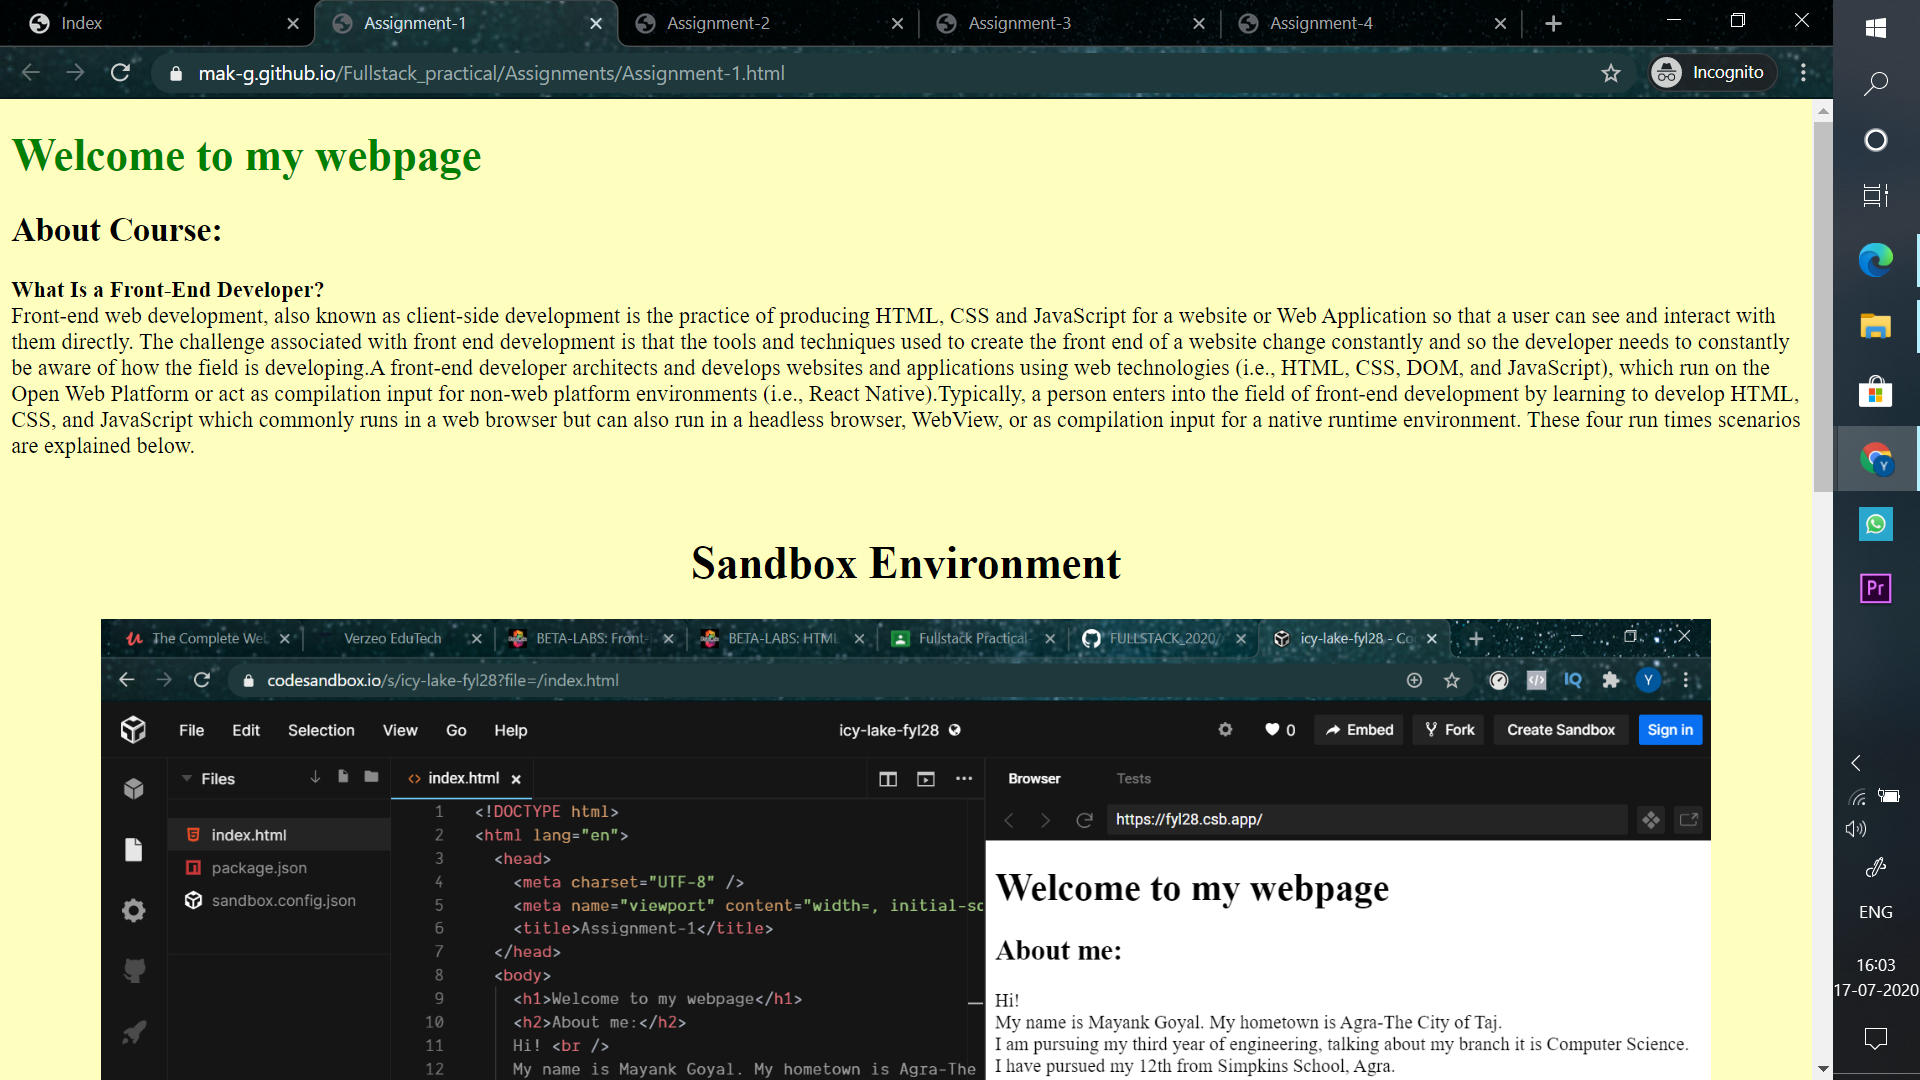 Index
Assignment-1
Assignment-2
Assignment-3
Assignment-4
mak-g.github.io/Fullstack_practical/Assignments/Assignment-1.html
Incognito
Welcome to my webpage
About Course:
What Is a Front-End Developer?
Front-end web development, also known as client-side development is the practice of producing HTML, CSS and JavaScript for a website or Web Application so that a user can see and interact with
them directly. The challenge associated with front end development is that the tools and techniques used to create the front end of a website change constantly and so the developer needs to constantly
be aware of how the field is developing.A front-end developer architects and develops websites and applications using web technologies (i.e., HTML, CSS, DOM, and JavaScript), which run on the
Open Web Platform or act as compilation input for non-web platform environments (i.e., React Native).Typically, a person enters into the field of front-end development by learning to develop HTML,
CSS, and JavaScript which commonly runs in a web browser but can also run in a headless browser, WebView, or as compilation input for a native runtime environment. These four run times scenarios
are explained below.
Sandbox Environment
The Complete We
Verzeo EduTech
BETA-LABS: Front-
BETA-LABS: HTML
Fullstack Practical
FULLSTACK_2020/
icy-lake-fyl28 - Co
codesandbox.io/s/icy-lake-fyl28?file=/index.html
IQ
Y
File Edit Selection View Go Help
icy-lake-fyl28
0
Embed
Fork
Create Sandbox
Sign in
Files
index.html
package.json
sandbox.config.json
index.html
1 <!DOCTYPE html>
2 <html lang="en">
3 <head>
4 <meta charset="UTF-8" />
5 <meta name="viewport" content="width=, initial-sc
6 <title>Assignment-1</title>
7 </head>
8 <body>
9 <h1>Welcome to my webpage</h1>
10 <h2>About me:</h2>
11 Hi! <br />
12 My name is Mayank Goyal. My hometown is Agra-The
Browser
Tests
https://fyl28.csb.app/
Welcome to my webpage
About me:
Hi!
My name is Mayank Goyal. My hometown is Agra-The City of Taj.
I am pursuing my third year of engineering, talking about my branch it is Computer Science.
I have pursued my 12th from Simpkins School, Agra.
Y
Pr
ENG
16:03
17-07-2020